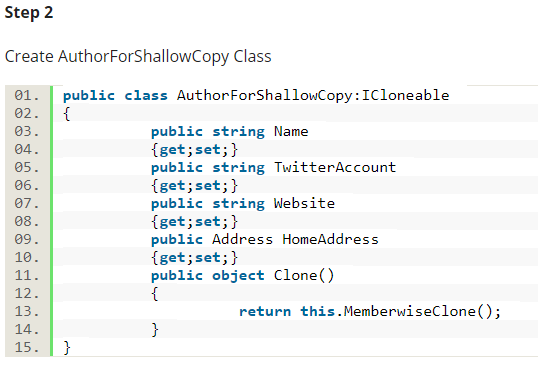 Step 2
Create AuthorForShallowCopy Class
01. public class AuthorForShallowCopy:ICloneable
02. {
03. public string Name
04. {get;set;}
05. public string TwitterAccount
06. {get;set;}
07. public string Website
08. {get;set;}
09. public Address HomeAddress
10. {get;set;}
11. public object Clone()
12. {
13. return this.MemberwiseClone();
14. }
15. }